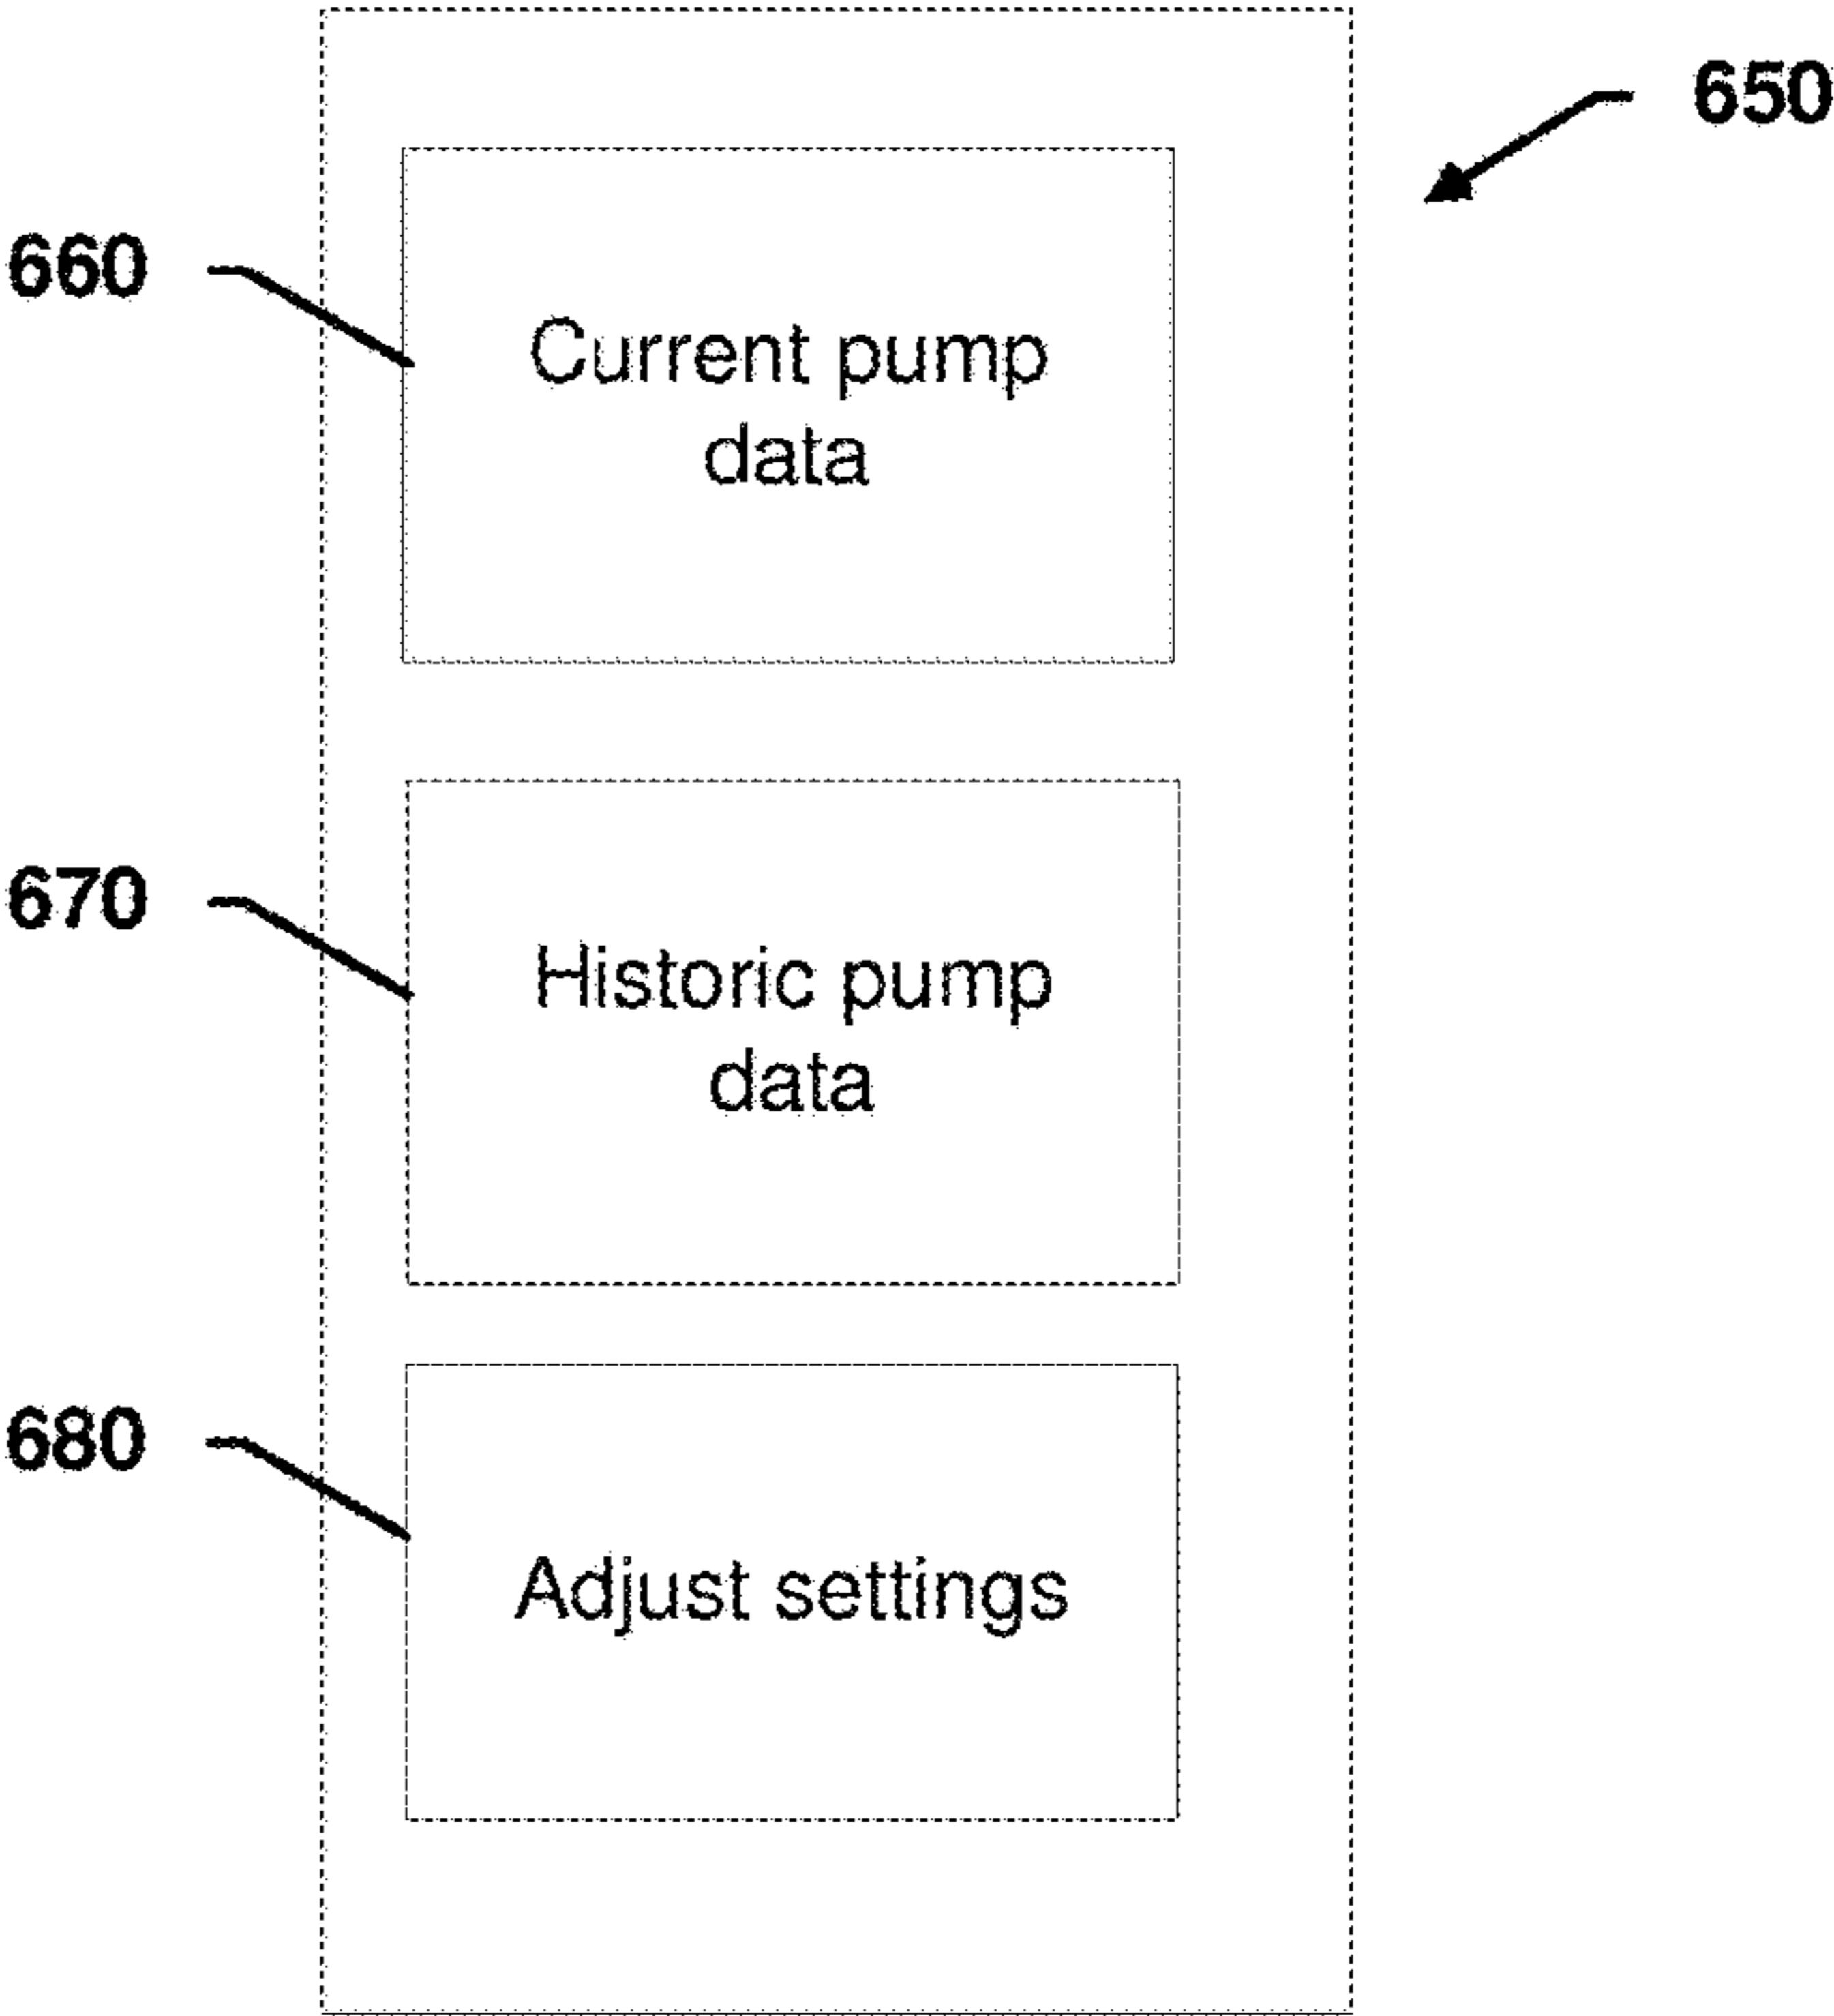 650
660
Current pump
data
670
Historic pump
data
680
Adjust settings